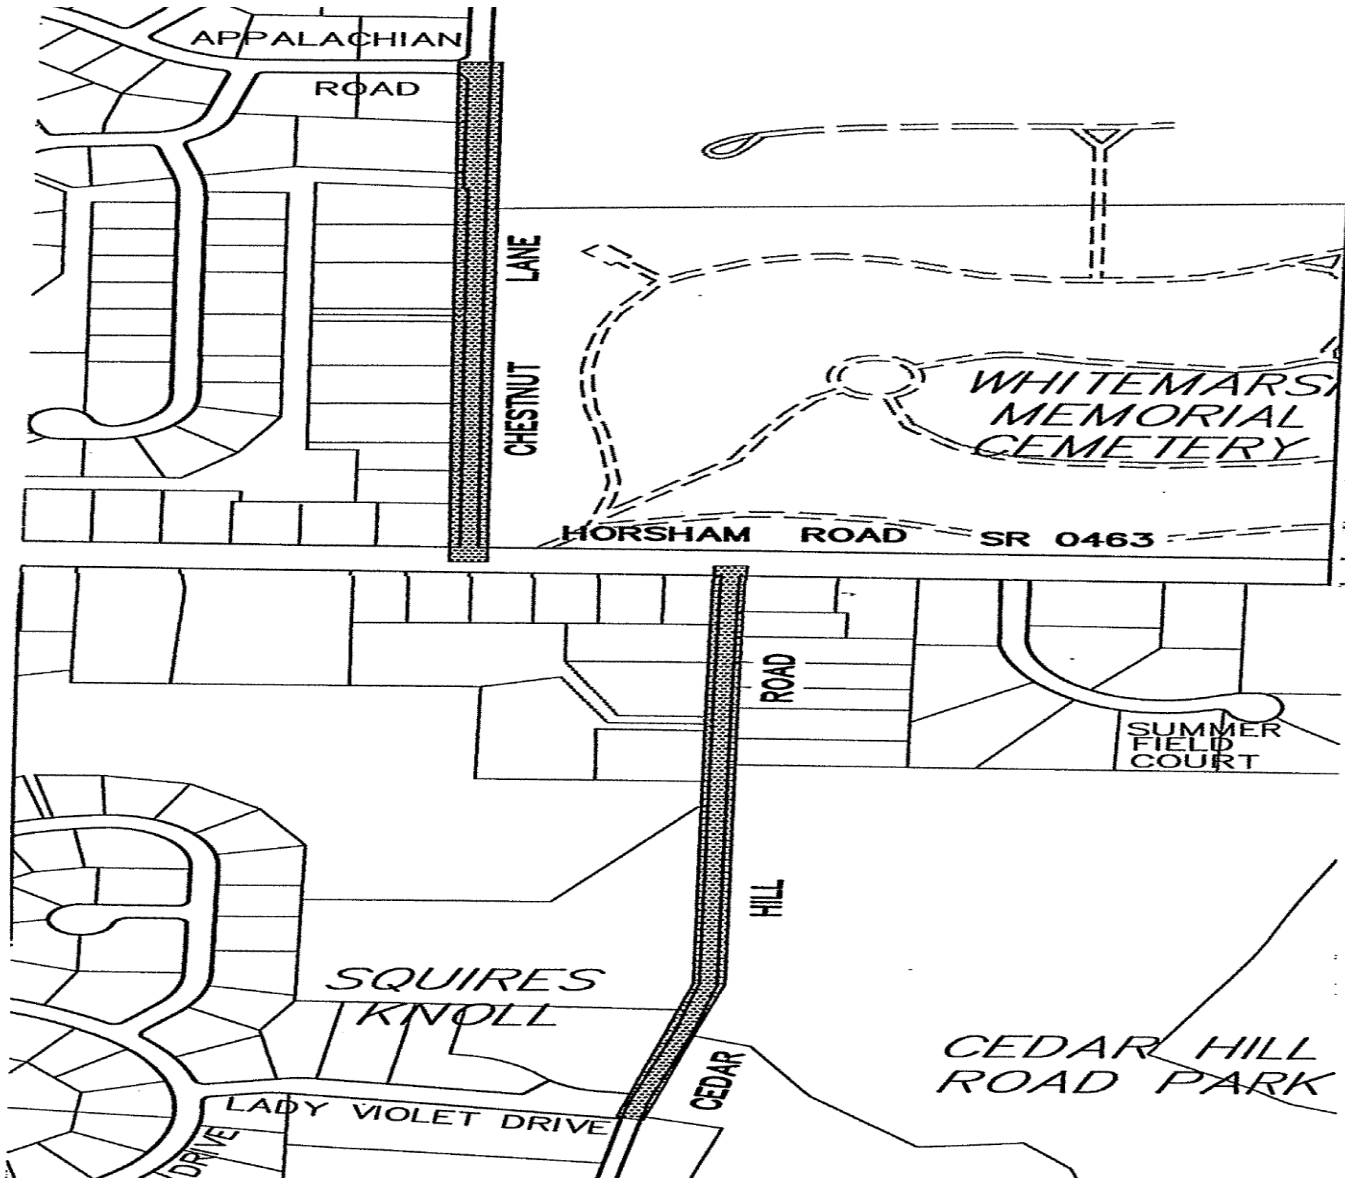 APPALACHIAN
ROAD
CHESTNUT LANE
WHITEMARSH
MEMORIAL
CEMETERY
HORSHAM ROAD SR 0463
ROAD
SUMMER
FIELD
COURT
HILL
SQUIRES
KNOLL
CEDAR
CEDAR HILL
ROAD PARK
LADY VIOLET DRIVE
DRIVE